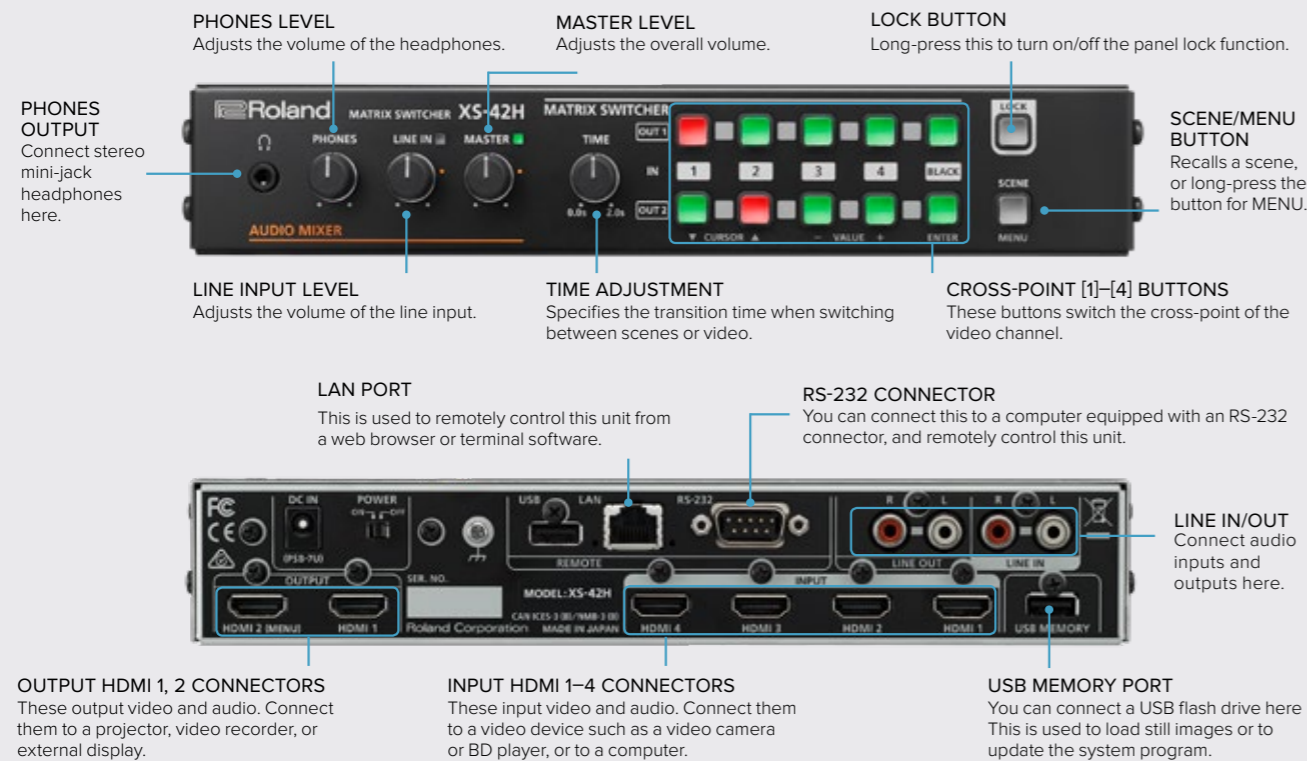 PHONES LEVEL
Adjusts the volume of the headphones.
MASTER LEVEL
Adjusts the overall volume.
LOCK BUTTON
Long-press this to turn on/off the panel lock function.
PHONES
OUTPUT
Connect stereo
mini-jack
headphones
here.
Roland MATRIX SWITCHER XS-42H
PHONES
LINE IN
MASTER
AUDIO MIXER
MATRIX SWITCHER
TIME
0.0s 2.0s
OUT 1
IN 1 2 3 4 BLACK
OUT 2
▼ CURSOR ▲ − VALUE + ENTER
LOCK
SCENE
MENU
SCENE/MENU
BUTTON
Recalls a scene,
or long-press the
button for MENU.
LINE INPUT LEVEL
Adjusts the volume of the line input.
TIME ADJUSTMENT
Specifies the transition time when switching
between scenes or video.
CROSS-POINT [1]–[4] BUTTONS
These buttons switch the cross-point of the
video channel.
LAN PORT
This is used to remotely control this unit from
a web browser or terminal software.
RS-232 CONNECTOR
You can connect this to a computer equipped with an RS-232
connector, and remotely control this unit.
FC
CE
DC IN
(PSB-7U)
POWER
ON OFF
USB LAN RS-232
REMOTE
R L R L
LINE OUT LINE IN
OUTPUT
HDMI 2 (MENU) HDMI 1
SER. NO.
Roland Corporation
MODEL: XS-42H
CAN ICES-3 (B)/NMB-3 (B)
MADE IN JAPAN
INPUT
HDMI 4 HDMI 3 HDMI 2 HDMI 1
USB MEMORY
LINE IN/OUT
Connect audio
inputs and
outputs here.
OUTPUT HDMI 1, 2 CONNECTORS
These output video and audio. Connect
them to a projector, video recorder, or
external display.
INPUT HDMI 1–4 CONNECTORS
These input video and audio. Connect them
to a video device such as a video camera
or BD player, or to a computer.
USB MEMORY PORT
You can connect a USB flash drive here
This is used to load still images or to
update the system program.